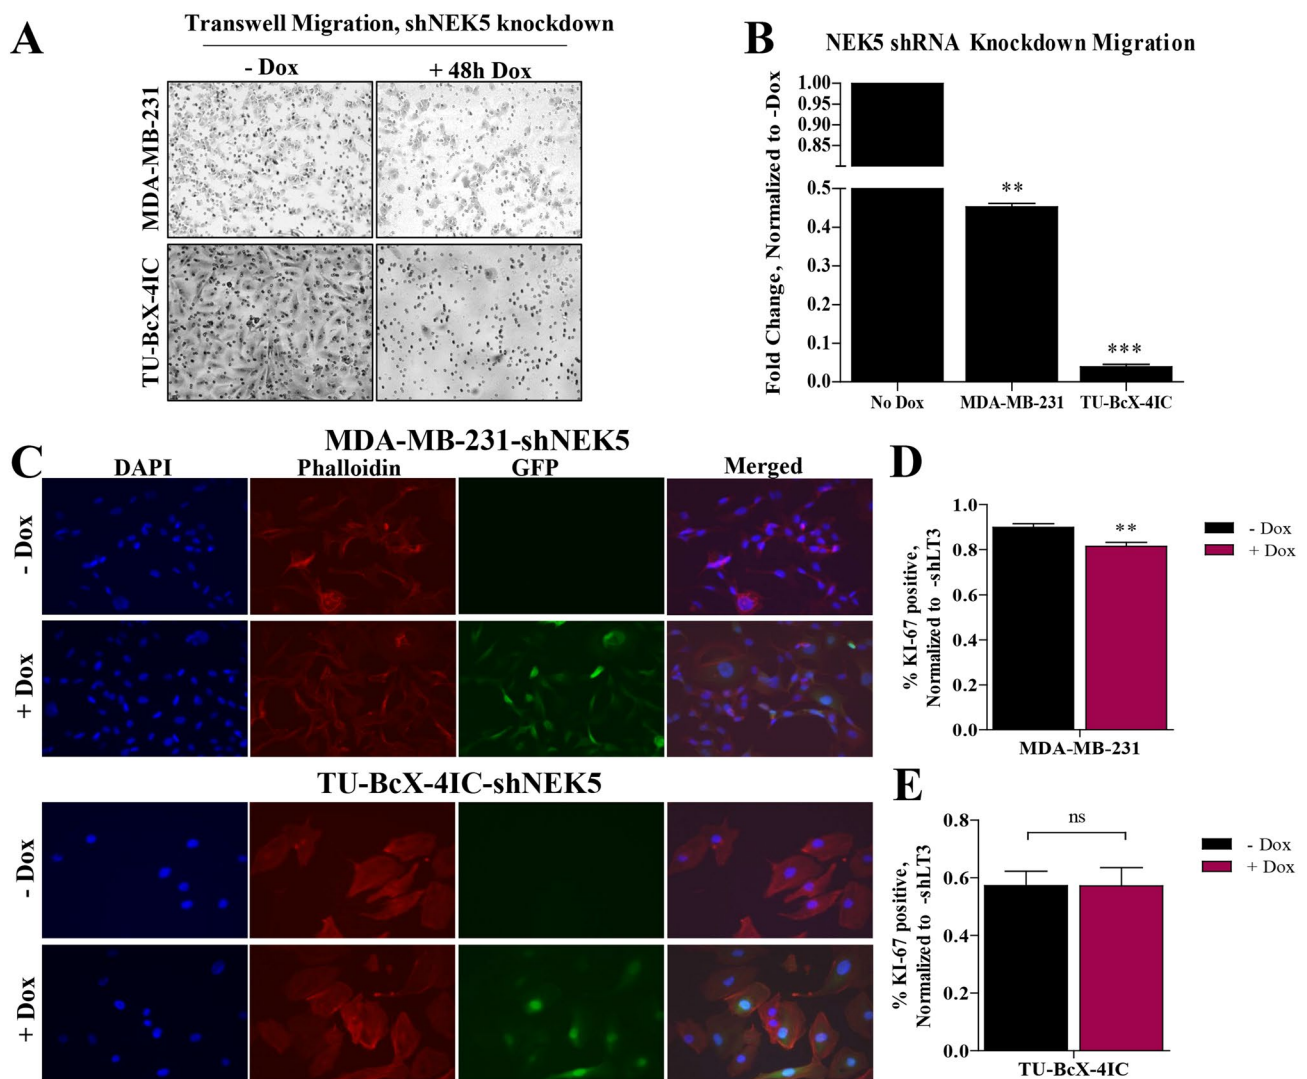 A
Transwell Migration, shNEK5 knockdown
- Dox
+ 48h Dox
MDA-MB-231
TU-BcX-4IC
B
NEK5 shRNA Knockdown Migration
Fold Change, Normalized to -Dox
1.00
0.95
0.90
0.85
0.5
0.4
0.3
0.2
0.1
0.0
**
***
No Dox
MDA-MB-231
TU-BcX-4IC
C
MDA-MB-231-shNEK5
DAPI
Phalloidin
GFP
Merged
- Dox
+ Dox
TU-BcX-4IC-shNEK5
- Dox
+ Dox
D
% KI-67 positive,
Normalized to -shLT3
1.0
0.8
0.6
0.4
0.2
0.0
**
MDA-MB-231
- Dox
+ Dox
E
% KI-67 positive,
Normalized to -shLT3
0.8
0.6
0.4
0.2
0.0
ns
TU-BcX-4IC
- Dox
+ Dox